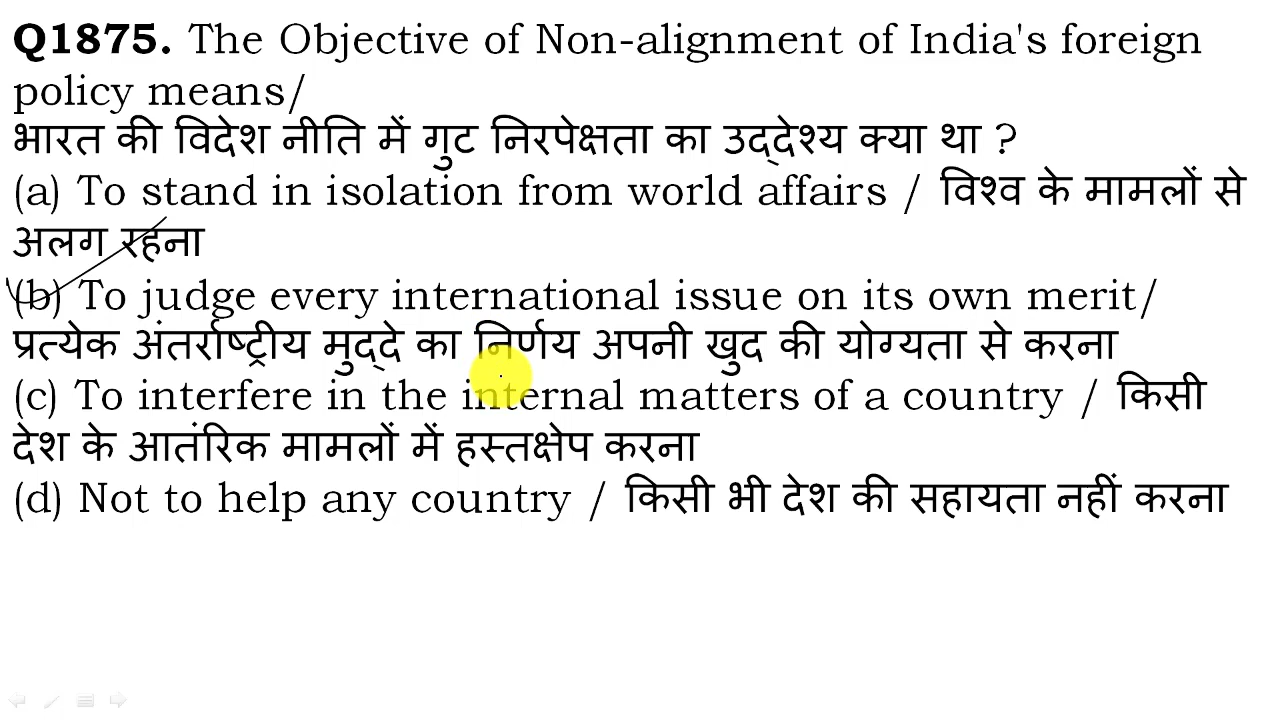 Q1875. The Objective of Non-alignment of India's foreign
policy means/
भारत की विदेश नीति में गुट निरपेक्षता का उद्देश्य क्या था ?
(a) To stand in isolation from world affairs / विश्व के मामलों से
अलग रहना
(b) To judge every international issue on its own merit/
प्रत्येक अंतर्राष्ट्रीय मुद्दे का निर्णय अपनी खुद की योग्यता से करना
(c) To interfere in the internal matters of a country / किसी
देश के आतंरिक मामलों में हस्तक्षेप करना
(d) Not to help any country / किसी भी देश की सहायता नहीं करना